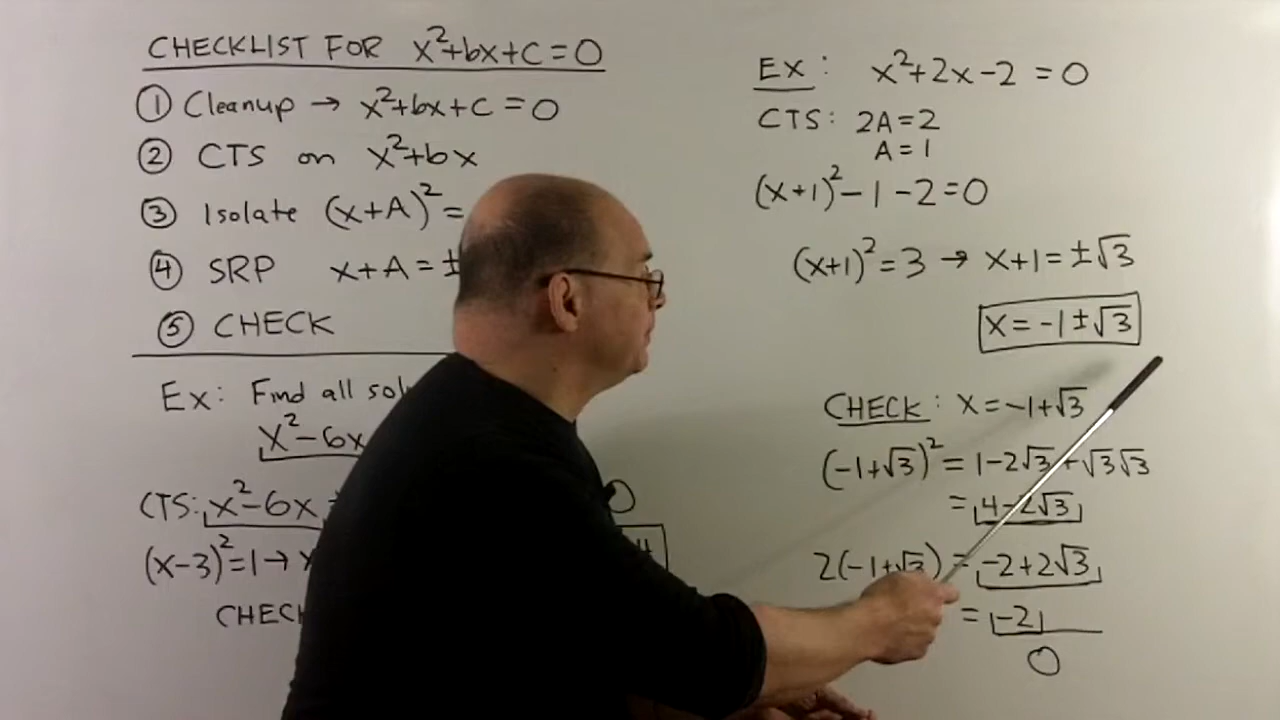 CHECKLIST FOR x²+bx+c=0
① Cleanup → x²+bx+c=0
② CTS on x²+bx
③ Isolate (x+A)²=
④ SRP x+A=±
⑤ CHECK
Ex: Find all
x²-6x
CTS: x²-6x
(x-3)²=1→
CHECK
Ex: x²+2x-2=0
CTS: 2A=2
A=1
(x+1)²-1-2=0
(x+1)²=3 → x+1=±√3
x=-1±√3
CHECK: x=-1+√3
(-1+√3)²=1-2√3+√3√3
=4-2√3
2(-1+√3)=-2+2√3
=-2
0